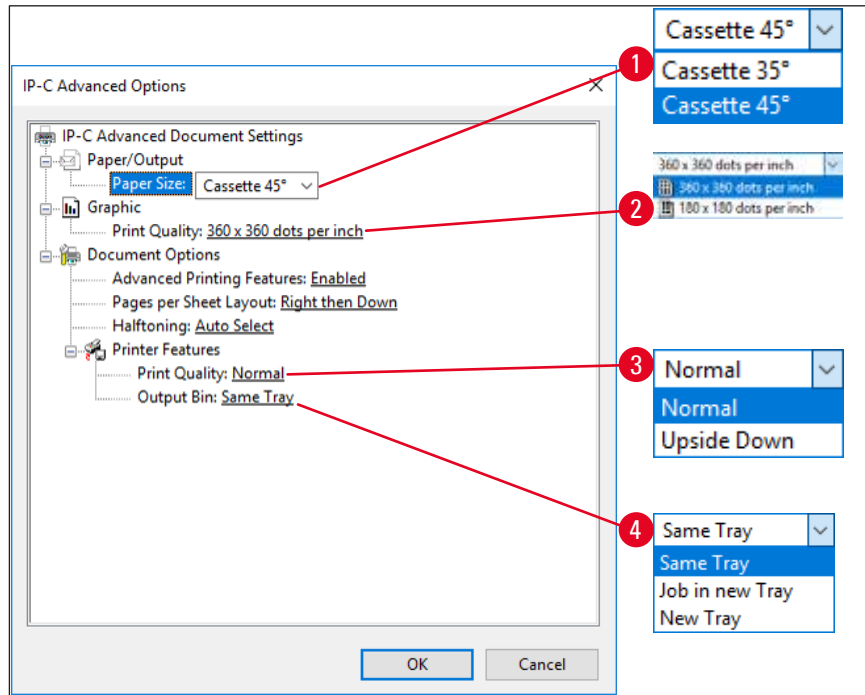 IP-C Advanced Options
IP-C Advanced Document Settings
Paper/Output
Paper Size: Cassette 45°
Graphic
Print Quality: 360 x 360 dots per inch
Document Options
Advanced Printing Features: Enabled
Pages per Sheet Layout: Right then Down
Halftoning: Auto Select
Printer Features
Print Quality: Normal
Output Bin: Same Tray
OK Cancel
1
Cassette 45°
Cassette 35°
Cassette 45°
2
360 x 360 dots per inch
360 x 360 dots per inch
180 x 180 dots per inch
3
Normal
Normal
Upside Down
4
Same Tray
Same Tray
Job in new Tray
New Tray